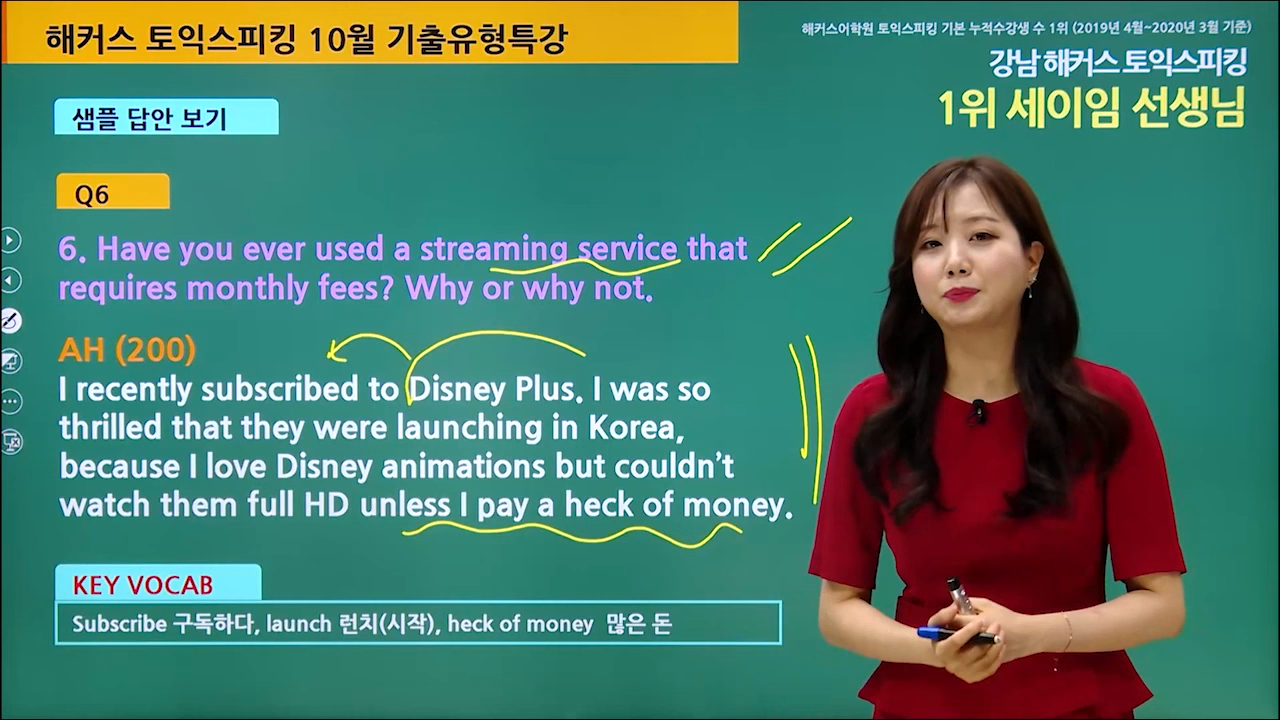 해커스 토익스피킹 10월 기출유형특강
해커스어학원 토익스피킹 기본 누적수강생 수 1위 (2019년 4월~2020년 3월 기준)
강남 해커스 토익스피킹
1위 세이임 선생님
샘플 답안 보기
Q6
6. Have you ever used a streaming service that
requires monthly fees? Why or why not.
AH (200)
I recently subscribed to Disney Plus. I was so
thrilled that they were launching in Korea,
because I love Disney animations but couldn't
watch them full HD unless I pay a heck of money.
KEY VOCAB
Subscribe 구독하다, launch 런치(시작), heck of money 많은 돈